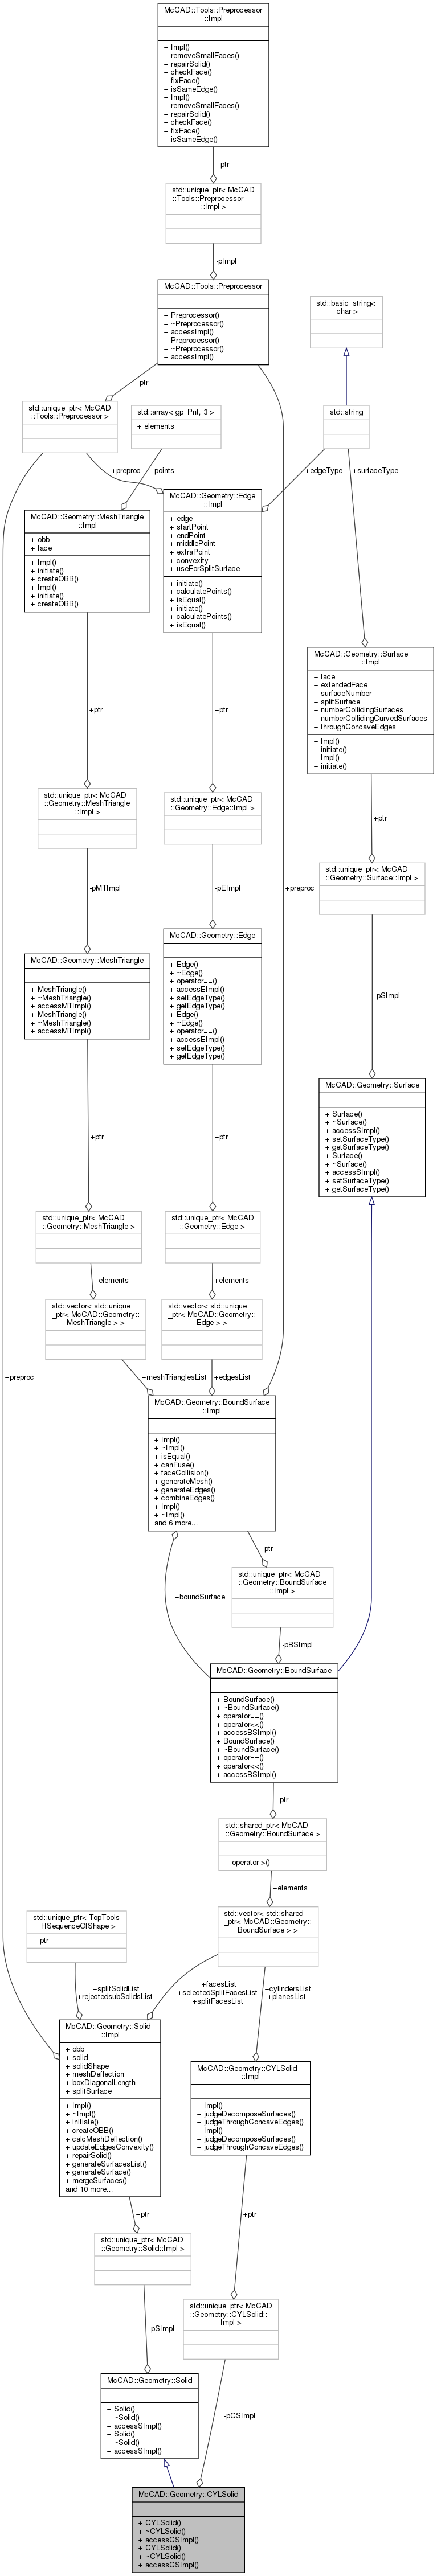 McCAD::Tools::Preprocessor
::Impl
+ Impl()
+ removeSmallFaces()
+ repairSolid()
+ checkFace()
+ fixFace()
+ isSameEdge()
+ Impl()
+ removeSmallFaces()
+ repairSolid()
+ checkFace()
+ fixFace()
+ isSameEdge()
+ptr
std::unique_ptr< McCAD
::Tools::Preprocessor
::Impl >
-pImpl
McCAD::Tools::Preprocessor
+ Preprocessor()
+ ~Preprocessor()
+ accessImpl()
+ Preprocessor()
+ ~Preprocessor()
+ accessImpl()
std::basic_string<
char >
+ptr
std::unique_ptr< McCAD
::Tools::Preprocessor >
std::array< gp_Pnt, 3 >
+ elements
std::string
+preproc
+points
+edgeType
+surfaceType
McCAD::Geometry::MeshTriangle
::Impl
+ obb
+ face
+ Impl()
+ initiate()
+ createOBB()
+ Impl()
+ initiate()
+ createOBB()
McCAD::Geometry::Edge
::Impl
+ edge
+ startPoint
+ endPoint
+ middlePoint
+ extraPoint
+ convexity
+ useForSplitSurface
+ initiate()
+ calculatePoints()
+ isEqual()
+ initiate()
+ calculatePoints()
+ isEqual()
McCAD::Geometry::Surface
::Impl
+ face
+ extendedFace
+ surfaceNumber
+ splitSurface
+ numberCollidingSurfaces
+ numberCollidingCurvedSurfaces
+ throughConcaveEdges
+ Impl()
+ initiate()
+ Impl()
+ initiate()
+ptr
+ptr
+ptr
std::unique_ptr< McCAD
::Geometry::MeshTriangle
::Impl >
std::unique_ptr< McCAD
::Geometry::Edge::Impl >
std::unique_ptr< McCAD
::Geometry::Surface::Impl >
-pMTImpl
-pEImpl
+preproc
-pSImpl
McCAD::Geometry::MeshTriangle
+ MeshTriangle()
+ ~MeshTriangle()
+ accessMTImpl()
+ MeshTriangle()
+ ~MeshTriangle()
+ accessMTImpl()
McCAD::Geometry::Edge
+ Edge()
+ ~Edge()
+ operator==()
+ accessEImpl()
+ setEdgeType()
+ getEdgeType()
+ Edge()
+ ~Edge()
+ operator==()
+ accessEImpl()
+ setEdgeType()
+ getEdgeType()
McCAD::Geometry::Surface
+ Surface()
+ ~Surface()
+ accessSImpl()
+ setSurfaceType()
+ getSurfaceType()
+ Surface()
+ ~Surface()
+ accessSImpl()
+ setSurfaceType()
+ getSurfaceType()
+ptr
+ptr
std::unique_ptr< McCAD
::Geometry::MeshTriangle >
std::unique_ptr< McCAD
::Geometry::Edge >
+elements
+elements
std::vector< std::unique
_ptr< McCAD::Geometry::
MeshTriangle > >
std::vector< std::unique
_ptr< McCAD::Geometry::
Edge > >
+preproc
+meshTrianglesList
+edgesList
McCAD::Geometry::BoundSurface
::Impl
+ Impl()
+ ~Impl()
+ isEqual()
+ canFuse()
+ faceCollision()
+ generateMesh()
+ generateEdges()
+ combineEdges()
+ Impl()
+ ~Impl()
and 6 more...
+ptr
std::unique_ptr< McCAD
::Geometry::BoundSurface
::Impl >
+boundSurface
-pBSImpl
McCAD::Geometry::BoundSurface
+ BoundSurface()
+ ~BoundSurface()
+ operator==()
+ operator<<()
+ accessBSImpl()
+ BoundSurface()
+ ~BoundSurface()
+ operator==()
+ operator<<()
+ accessBSImpl()
+ptr
std::shared_ptr< McCAD
::Geometry::BoundSurface >
+ operator->()
+elements
std::unique_ptr< TopTools
_HSequenceOfShape >
+ ptr
std::vector< std::shared
_ptr< McCAD::Geometry::
BoundSurface > >
+splitSolidList
+rejectedsubSolidsList
+facesList
+selectedSplitFacesList
+splitFacesList
+cylindersList
+planesList
McCAD::Geometry::Solid
::Impl
+ obb
+ solid
+ solidShape
+ meshDeflection
+ boxDiagonalLength
+ splitSurface
+ Impl()
+ ~Impl()
+ initiate()
+ createOBB()
+ calcMeshDeflection()
+ updateEdgesConvexity()
+ repairSolid()
+ generateSurfacesList()
+ generateSurface()
+ mergeSurfaces()
and 10 more...
McCAD::Geometry::CYLSolid
::Impl
+ Impl()
+ judgeDecomposeSurfaces()
+ judgeThroughConcaveEdges()
+ Impl()
+ judgeDecomposeSurfaces()
+ judgeThroughConcaveEdges()
+ptr
+ptr
std::unique_ptr< McCAD
::Geometry::Solid::Impl >
std::unique_ptr< McCAD
::Geometry::CYLSolid::
Impl >
-pSImpl
-pCSImpl
McCAD::Geometry::Solid
+ Solid()
+ ~Solid()
+ accessSImpl()
+ Solid()
+ ~Solid()
+ accessSImpl()
McCAD::Geometry::CYLSolid
+ CYLSolid()
+ ~CYLSolid()
+ accessCSImpl()
+ CYLSolid()
+ ~CYLSolid()
+ accessCSImpl()